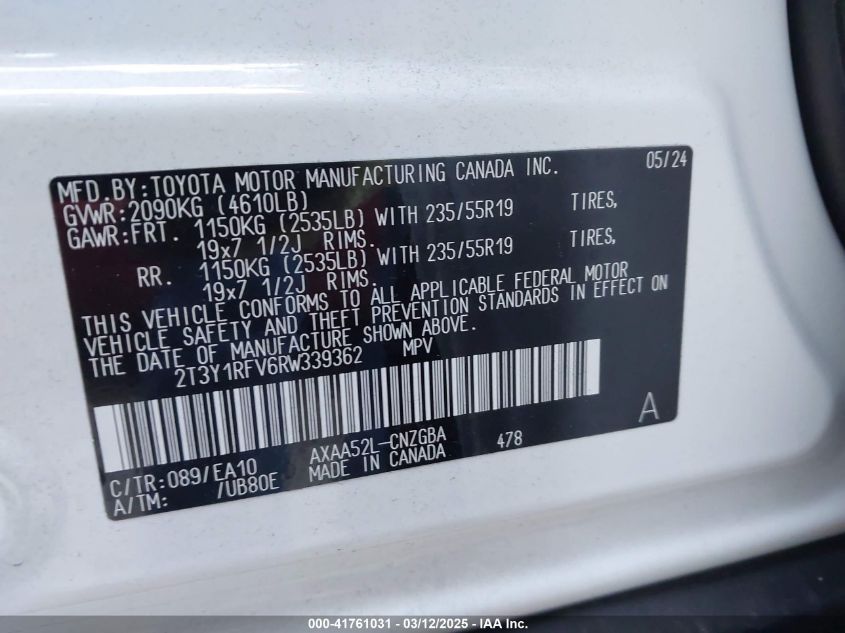 MFD.BY:TOYOTA MOTOR MANUFACTURING CANADA INC. 05/24
GVWR:2090KG (4610LB)
GAWR:FRT. 1150KG (2535LB) WITH 235/55R19 TIRES,
19x7 1/2J RIMS.
RR. 1150KG (2535LB) WITH 235/55R19 TIRES,
19x7 1/2J RIMS.
THIS VEHICLE CONFORMS TO ALL APPLICABLE FEDERAL MOTOR
VEHICLE SAFETY AND THEFT PREVENTION STANDARDS IN EFFECT ON
THE DATE OF MANUFACTURE SHOWN ABOVE.
2T3Y1RFV6RW339362 MPV
A
C/TR:089/EA10 AXAA52L-CNZGBA 478
A/TM: /UB80E MADE IN CANADA
000-41761031 - 03/12/2025 - IAAI Inc.